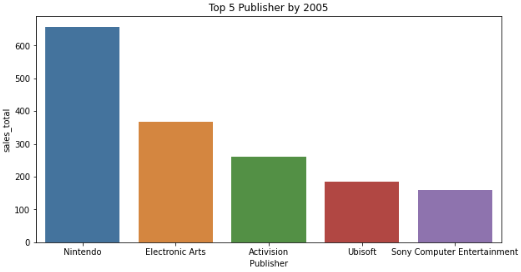 Top 5 Publisher by 2005
sales_total
600
500
400
300
200
100
0
Nintendo
Electronic Arts
Activision
Ubisoft
Sony Computer Entertainment
Publisher